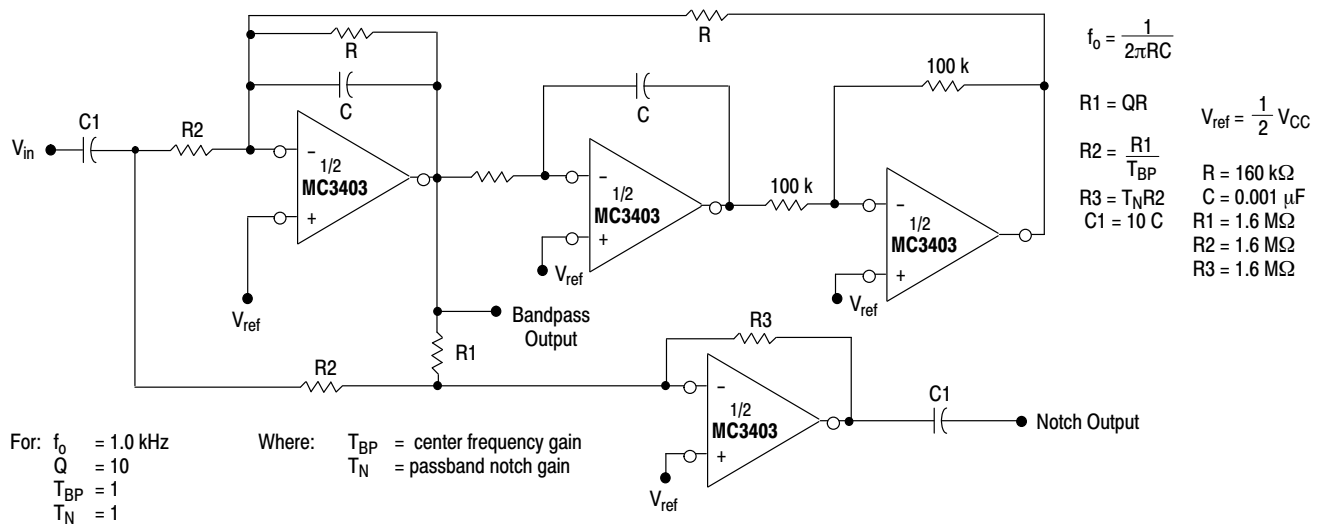 R
R
C
C1
R2
V_in
1/2
MC3403
V_ref
C
1/2
MC3403
V_ref
100 k
100 k
1/2
MC3403
V_ref
Bandpass
Output
R1
R2
R3
1/2
MC3403
V_ref
C1
Notch Output
f_o = 1/2πRC
R1 = QR
R2 = R1/T_BP
R3 = T_NR2
C1 = 10 C
V_ref = 1/2 V_CC
R = 160 kΩ
C = 0.001 μF
R1 = 1.6 MΩ
R2 = 1.6 MΩ
R3 = 1.6 MΩ
For: f_o = 1.0 kHz
Q = 10
T_BP = 1
T_N = 1
Where: T_BP = center frequency gain
T_N = passband notch gain